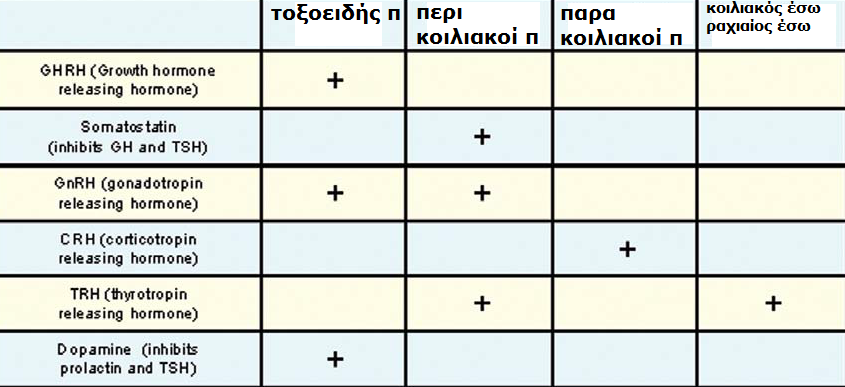 τοξοειδής π
περι
κοιλιακοί π
παρα
κοιλιακοί π
κοιλιακός έσω
ραχιαίος έσω
GHRH (Growth hormone
releasing hormone)
+
Somatostatin
(inhibits GH and TSH)
+
GnRH (gonadotropin
releasing hormone)
+ +
CRH (corticotropin
releasing hormone)
+
TRH (thyrotropin
releasing hormone)
+ +
Dopamine (inhibits
prolactin and TSH)
+